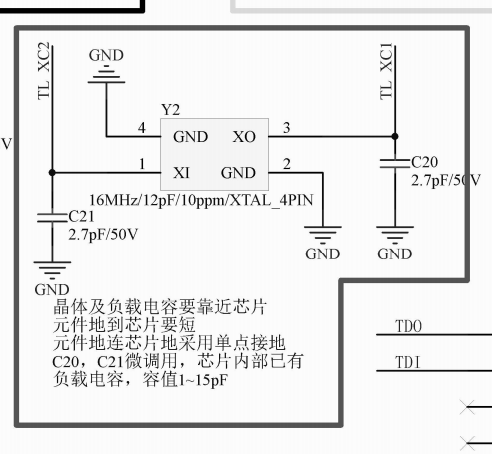 TL_XC2
GND
TL_XC1
Y2
V
4
GND
XO
3
1
XI
GND
2
C20
2.7pF/50V
16MHz/12pF/10ppm/XTAL_4PIN
C21
2.7pF/50V
GND
GND
GND
晶体及负载电容要靠近芯片
元件地到芯片要短
元件地连芯片地采用单点接地
C20，C21微调用，芯片内部已有
负载电容，容值1~15pF
TDO
TDI